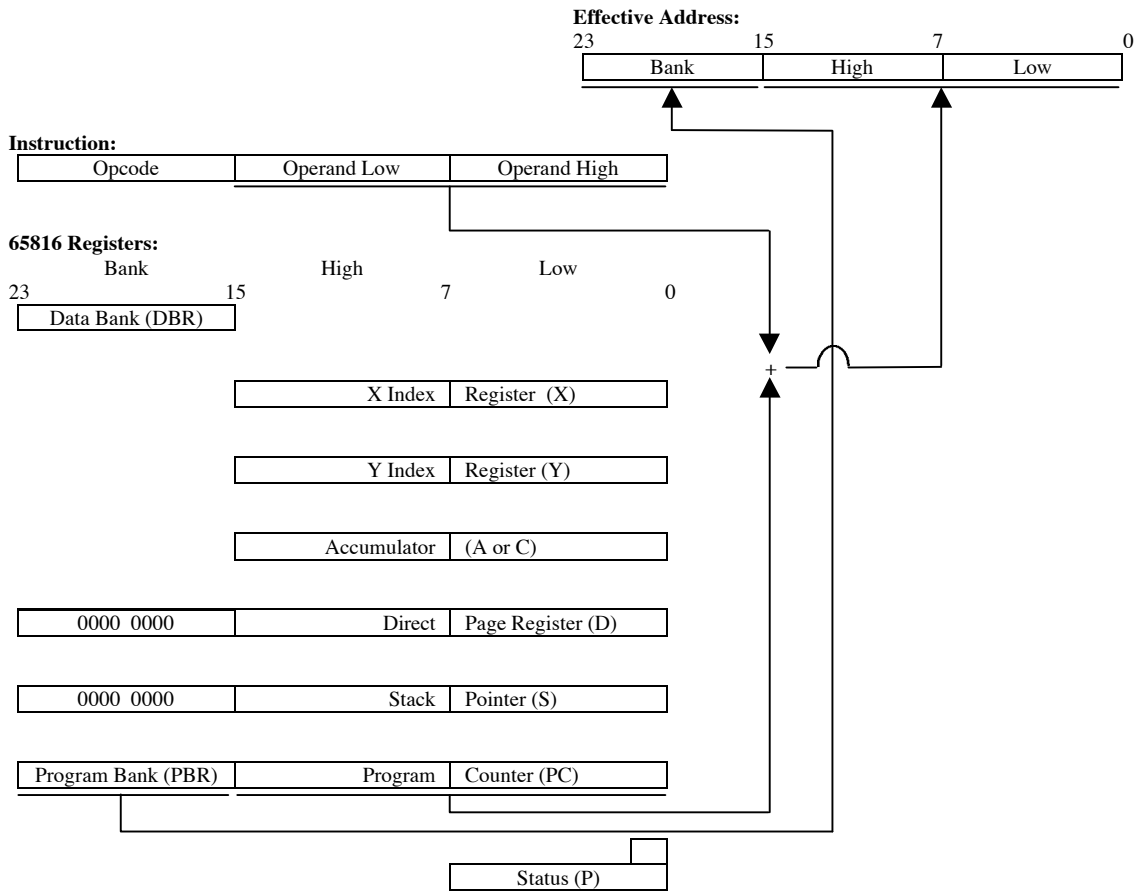 Effective Address:
23 15 7 0
Bank High Low
Instruction:
Opcode Operand Low Operand High
65816 Registers:
Bank High Low
23 15 7 0
Data Bank (DBR)
+
X Index Register (X)
Y Index Register (Y)
Accumulator (A or C)
0000 0000 Direct Page Register (D)
0000 0000 Stack Pointer (S)
Program Bank (PBR) Program Counter (PC)
Status (P)